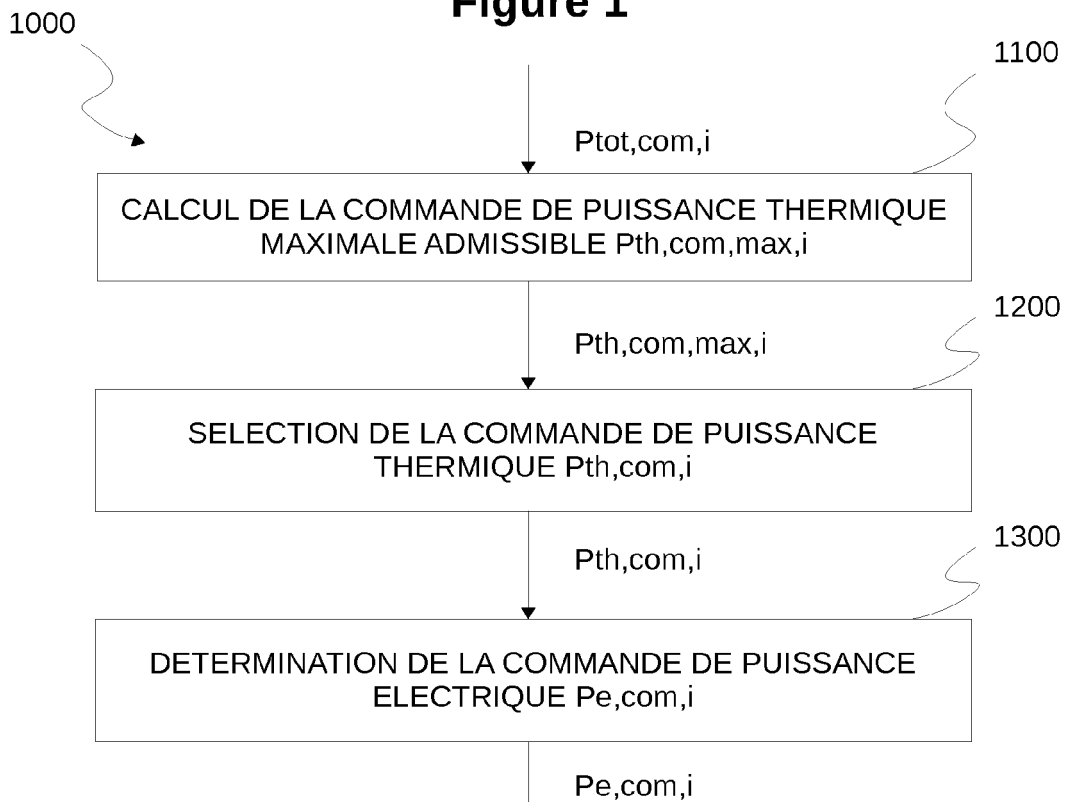 Figure 1
1000
1100
Ptot,com,i
CALCUL DE LA COMMANDE DE PUISSANCE THERMIQUE
MAXIMALE ADMISSIBLE Pth,com,max,i
1200
Pth,com,max,i
SELECTION DE LA COMMANDE DE PUISSANCE
THERMIQUE Pth,com,i
1300
Pth,com,i
DETERMINATION DE LA COMMANDE DE PUISSANCE
ELECTRIQUE Pe,com,i
Pe,com,i